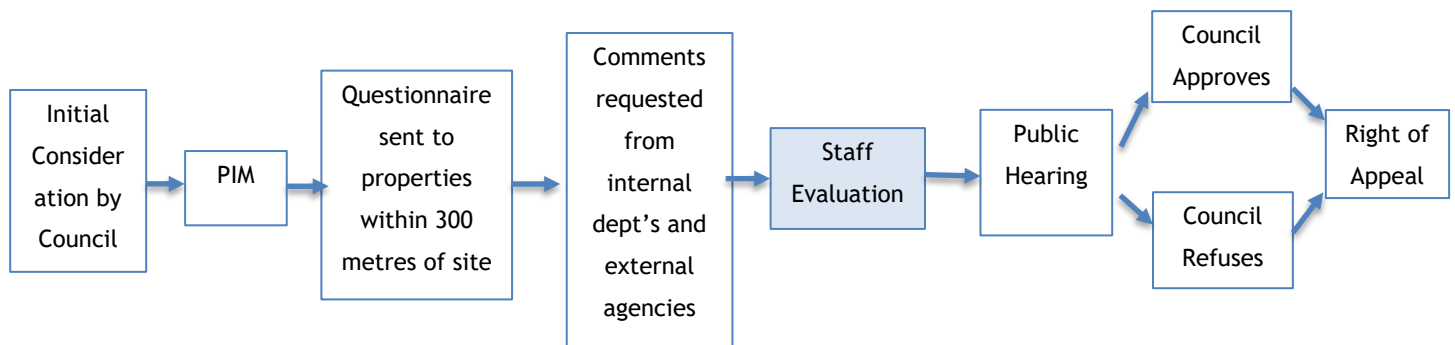 Initial
Consider
ation by
Council
PIM
Questionnaire
sent to
properties
within 300
metres of site
Comments
requested
from
internal
dept’s and
external
agencies
Staff
Evaluation
Public
Hearing
Council
Approves
Council
Refuses
Right of
Appeal